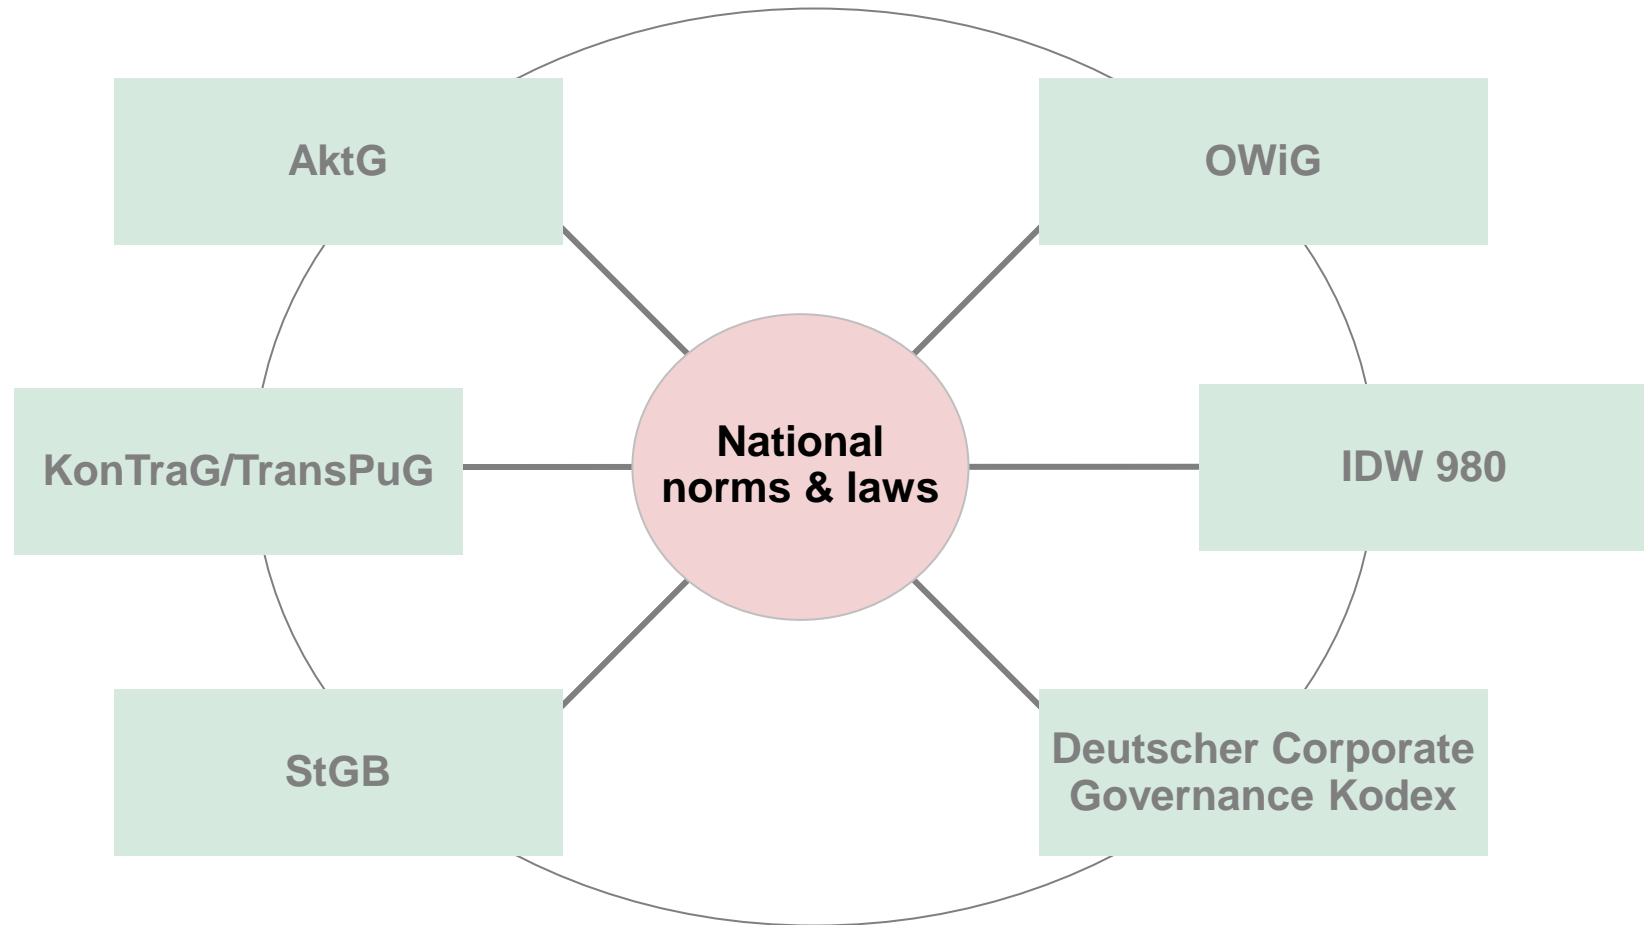 AktG
OWiG
National
norms & laws
KonTraG/TransPuG
IDW 980
StGB
Deutscher Corporate
Governance Kodex